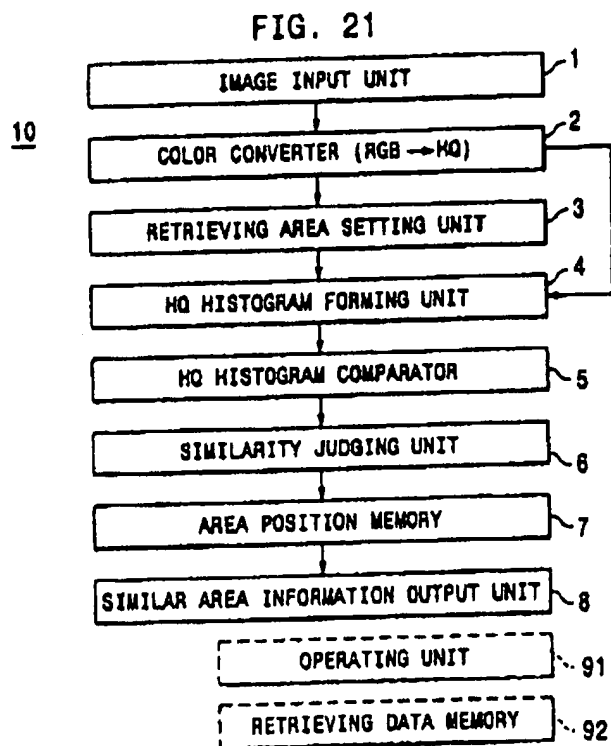 FIG. 21
10
IMAGE INPUT UNIT 1
COLOR CONVERTER (RGB → HQ) 2
RETRIEVING AREA SETTING UNIT 3
HQ HISTOGRAM FORMING UNIT 4
HQ HISTOGRAM COMPARATOR 5
SIMILARITY JUDGING UNIT 6
AREA POSITION MEMORY 7
SIMILAR AREA INFORMATION OUTPUT UNIT 8
OPERATING UNIT 91
RETRIEVING DATA MEMORY 92